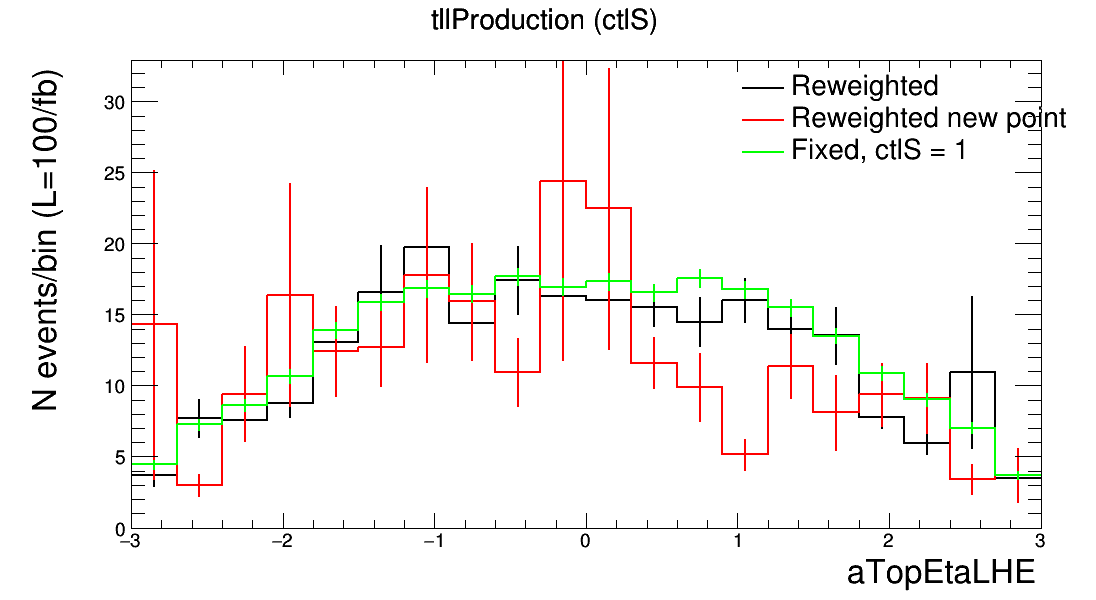 tllProduction (ctlS)
N events/bin (L=100/fb)
30
25
20
15
10
5
0
Reweighted
Reweighted new point
Fixed, ctlS = 1
−3
−2
−1
0
1
2
3
aTopEtaLHE